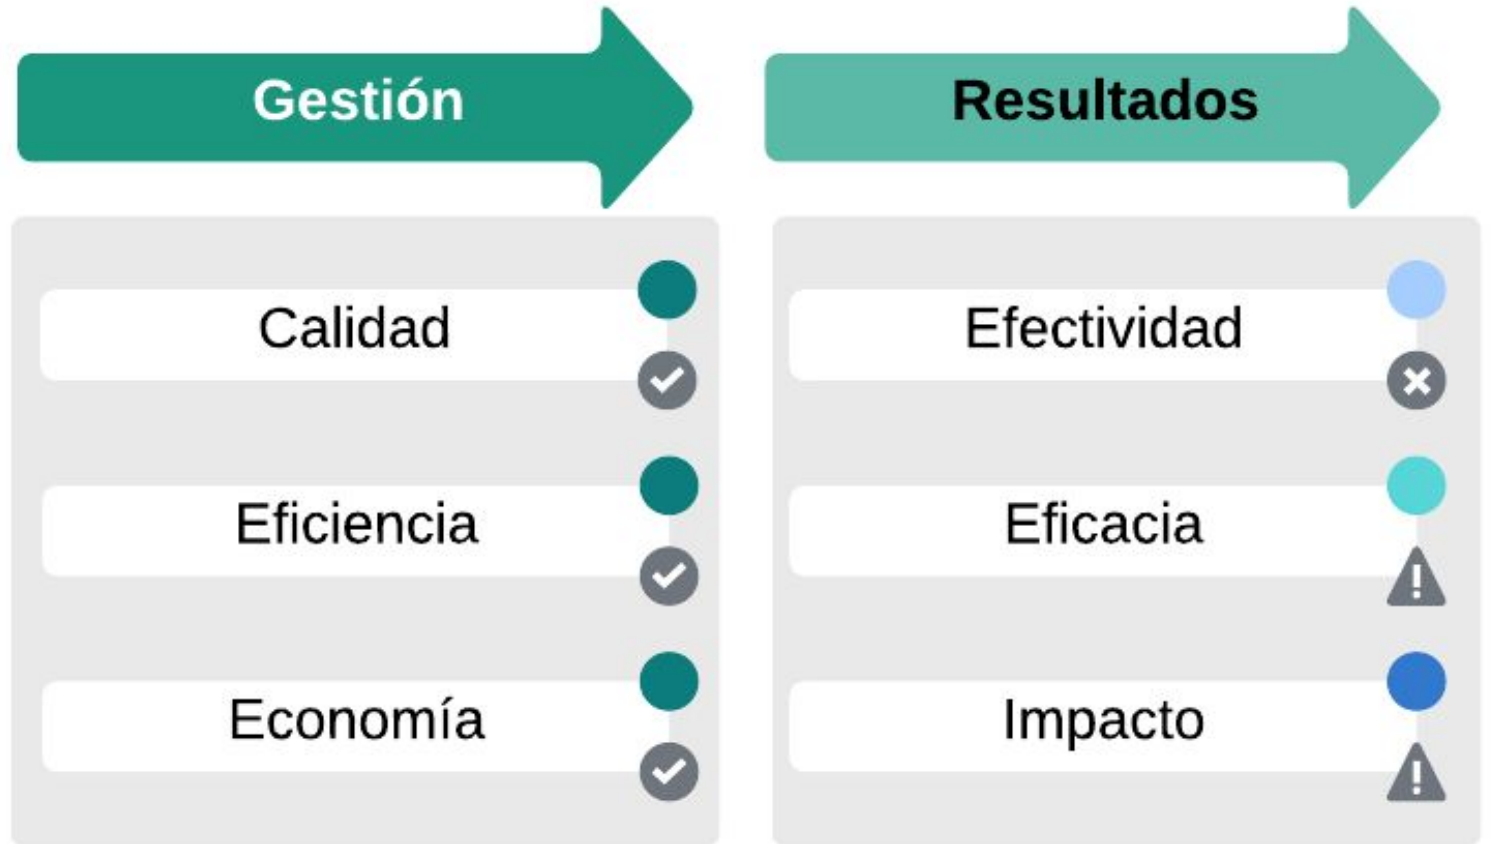 Gestión
Calidad
Eficiencia
Economía
Resultados
Efectividad
Eficacia
Impacto